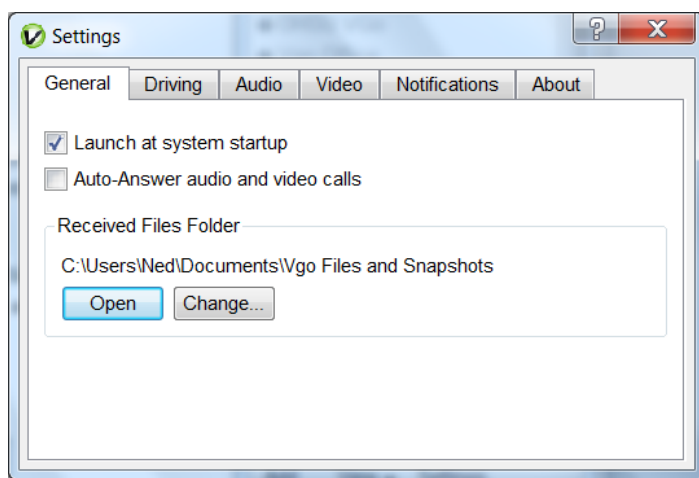 Settings
General Driving Audio Video Notifications About
Launch at system startup
Auto-Answer audio and video calls
Received Files Folder
C:\Users\Ned\Documents\Vgo Files and Snapshots
Open Change...